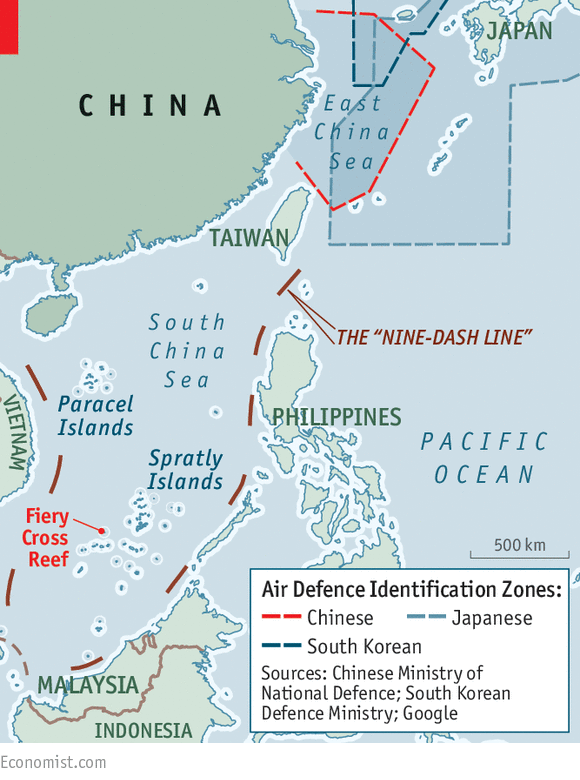 JAPAN
CHINA
East
China
Sea
TAIWAN
South
China
Sea
THE “NINE-DASH LINE”
Paracel
Islands
VIETNAM
PHILIPPINES
PACIFIC
OCEAN
Spratly
Islands
Fiery
Cross
Reef
500 km
Air Defence Identification Zones:
Chinese Japanese
South Korean
Sources: Chinese Ministry of
National Defence; South Korean
Defence Ministry; Google
MALAYSIA
INDONESIA
Economist.com